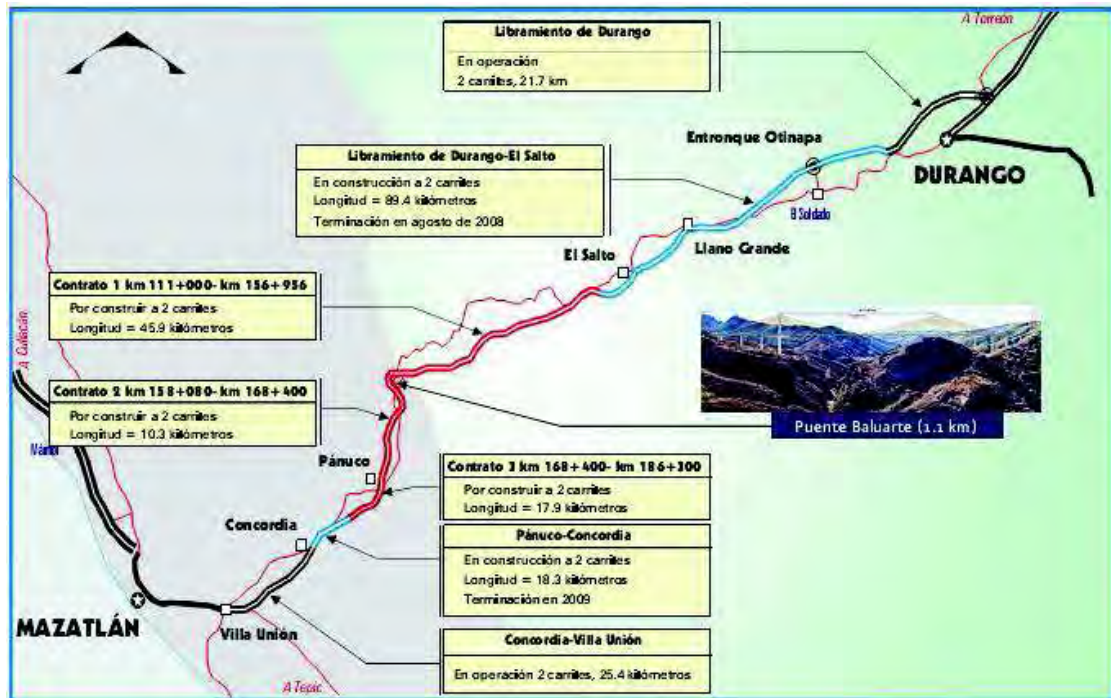 A Torreón
Libramiento de Durango
En operación
2 carriles, 21.7 km
Entronque Otinapa
DURANGO
Libramiento de Durango-El Salto
En construcción a 2 carriles
Longitud = 89.4 kilómetros
Terminación en agosto de 2008
El Soldado
Llano Grande
El Salto
Contrato 1 km 111+000- km 156+956
Por construir a 2 carriles
Longitud = 45.9 kilómetros
A Culiacán
Contrato 2 km 158+080- km 168+400
Por construir a 2 carriles
Longitud = 10.3 kilómetros
Puente Baluarte (1.1 km)
Mármol
Pánuco
Contrato 3 km 168+400- km 186+300
Por construir a 2 carriles
Longitud = 17.9 kilómetros
Concordia
Pánuco-Concordia
En construcción a 2 carriles
Longitud = 18.3 kilómetros
Terminación en 2009
MAZATLÁN
Villa Unión
Concordia-Villa Unión
En operación 2 carriles, 25.4 kilómetros
A Tepic